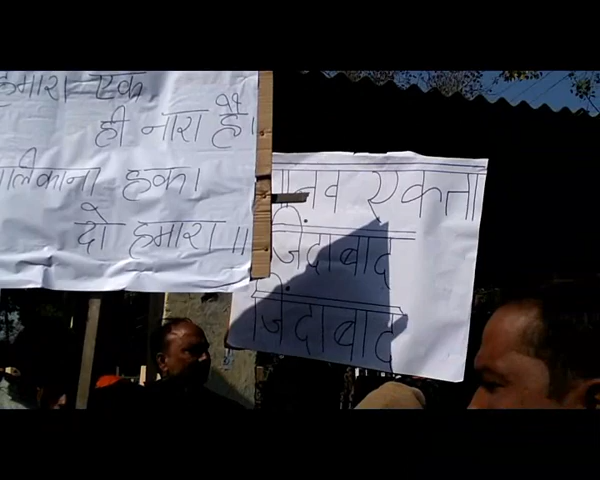 हमारा एक
ही नारा है।
मालिकाना हक।
दो हमारा॥
मानव एकता
जिंदाबाद
जिंदाबाद